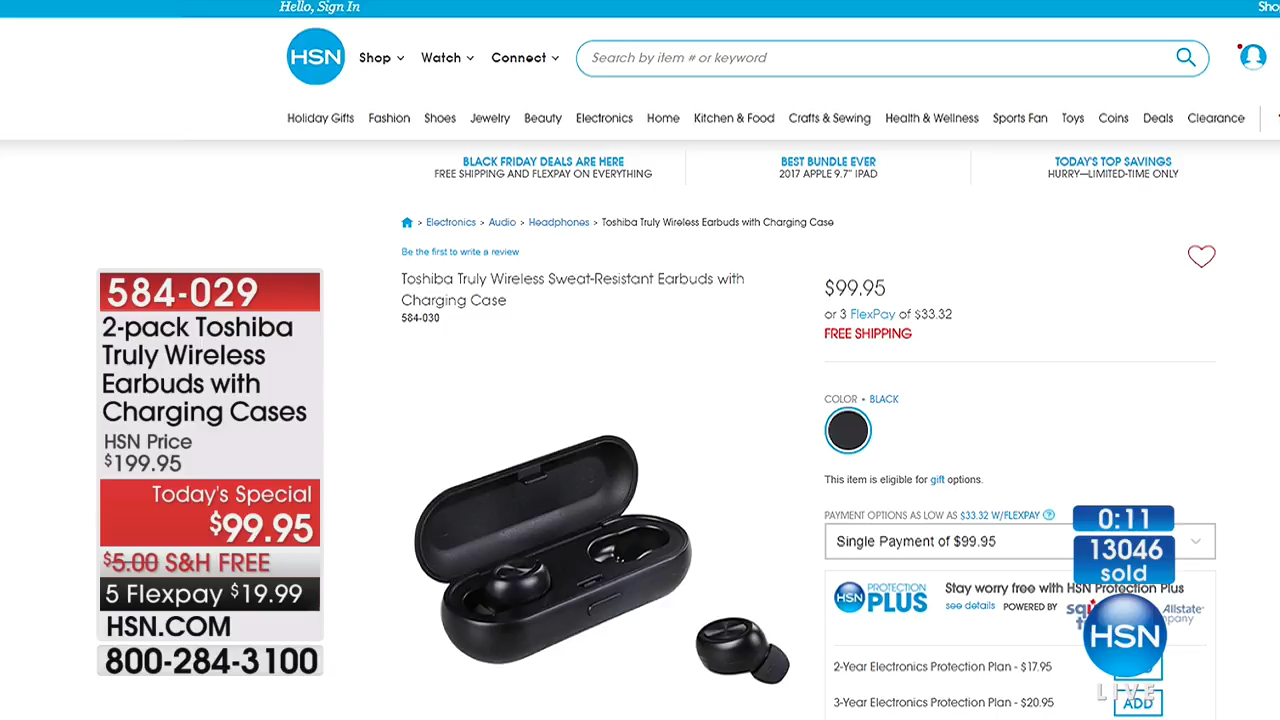 Hello, Sign In
Sho
HSN
Shop
Watch
Connect
Search by item # or keyword
Holiday Gifts Fashion Shoes Jewelry Beauty Electronics Home Kitchen & Food Crafts & Sewing Health & Wellness Sports Fan Toys Coins Deals Clearance
BLACK FRIDAY DEALS ARE HERE
FREE SHIPPING AND FLEXPAY ON EVERYTHING
BEST BUNDLE EVER
2017 APPLE 9.7" IPAD
TODAY'S TOP SAVINGS
HURRY—LIMITED-TIME ONLY
> Electronics > Audio > Headphones > Toshiba Truly Wireless Earbuds with Charging Case
Be the first to write a review
Toshiba Truly Wireless Sweat-Resistant Earbuds with
Charging Case
584-030
$99.95
or 3 FlexPay of $33.32
FREE SHIPPING
COLOR • BLACK
This item is eligible for gift options.
PAYMENT OPTIONS AS LOW AS $33.32 W/FLEXPAY ?
Single Payment of $99.95
HSN PROTECTION
PLUS
Stay worry free with HSN Protection Plus
see details POWERED BY
Allstate
2-Year Electronics Protection Plan - $17.95
3-Year Electronics Protection Plan - $20.95
ADD
584-029
2-pack Toshiba
Truly Wireless
Earbuds with
Charging Cases
HSN Price
$199.95
Today's Special
$99.95
$5.00 S&H FREE
5 Flexpay $19.99
HSN.COM
800-284-3100
0:11
13046
sold
HSN
LIVE